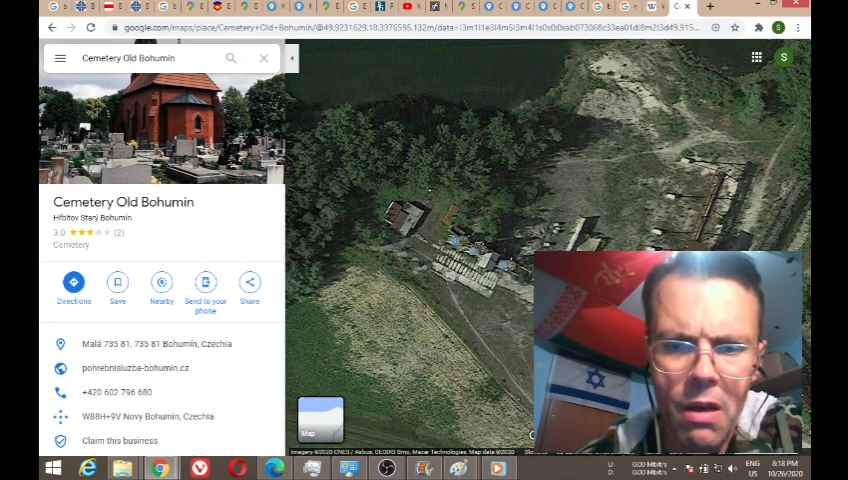 google.com/maps/place/Cemetery+Old+Bohumín/@49.9231629,18.3376595,132m/data=!3m1!1e3!4m5!3m4!1s0x0:0xab073068c33ea01d!8m2!3d49.915...
Cemetery Old Bohumin
S
Cemetery Old Bohumín
Hřbitov Starý Bohumín
3.0 (2)
Cemetery
Directions
Save
Nearby
Send to your phone
Share
Malá 735 81, 735 81 Bohumín, Czechia
pohrebnisluzba-bohumin.cz
+420 602 796 680
W88H+9V Novy Bohumin, Czechia
Claim this business
Map
Imagery ©2020 CNES / Airbus, GEODIS Brno, Maxar Technologies, Map data ©2020
U: 0.00 Mbit/s
D: 0.00 Mbit/s
ENG
US
8:18 PM
10/26/2020